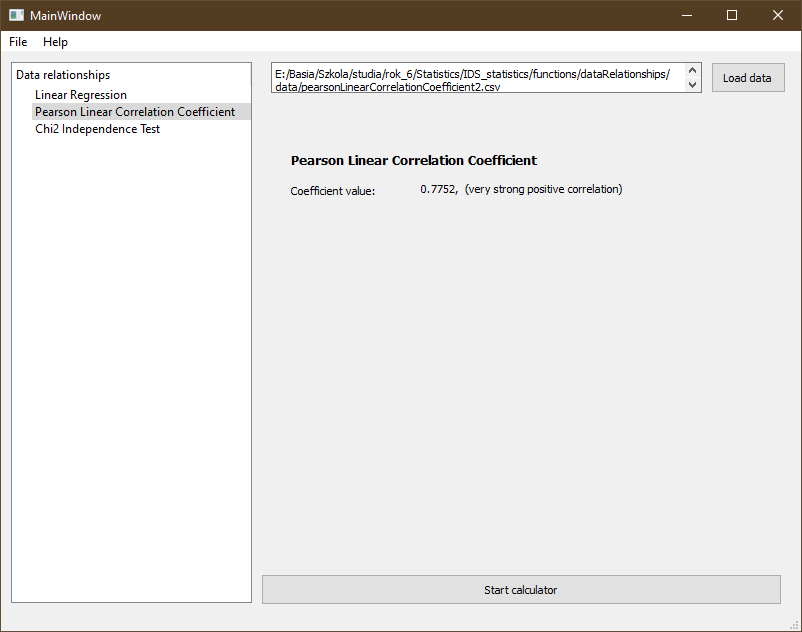 MainWindow
File Help
Data relationships
Linear Regression
Pearson Linear Correlation Coefficient
Chi2 Independence Test
E:/Basia/Szkola/studia/rok_6/Statistics/IDS_statistics/functions/dataRelationships/
data/pearsonLinearCorrelationCoefficient2.csv
Load data
Pearson Linear Correlation Coefficient
Coefficient value: 0.7752, (very strong positive correlation)
Start calculator